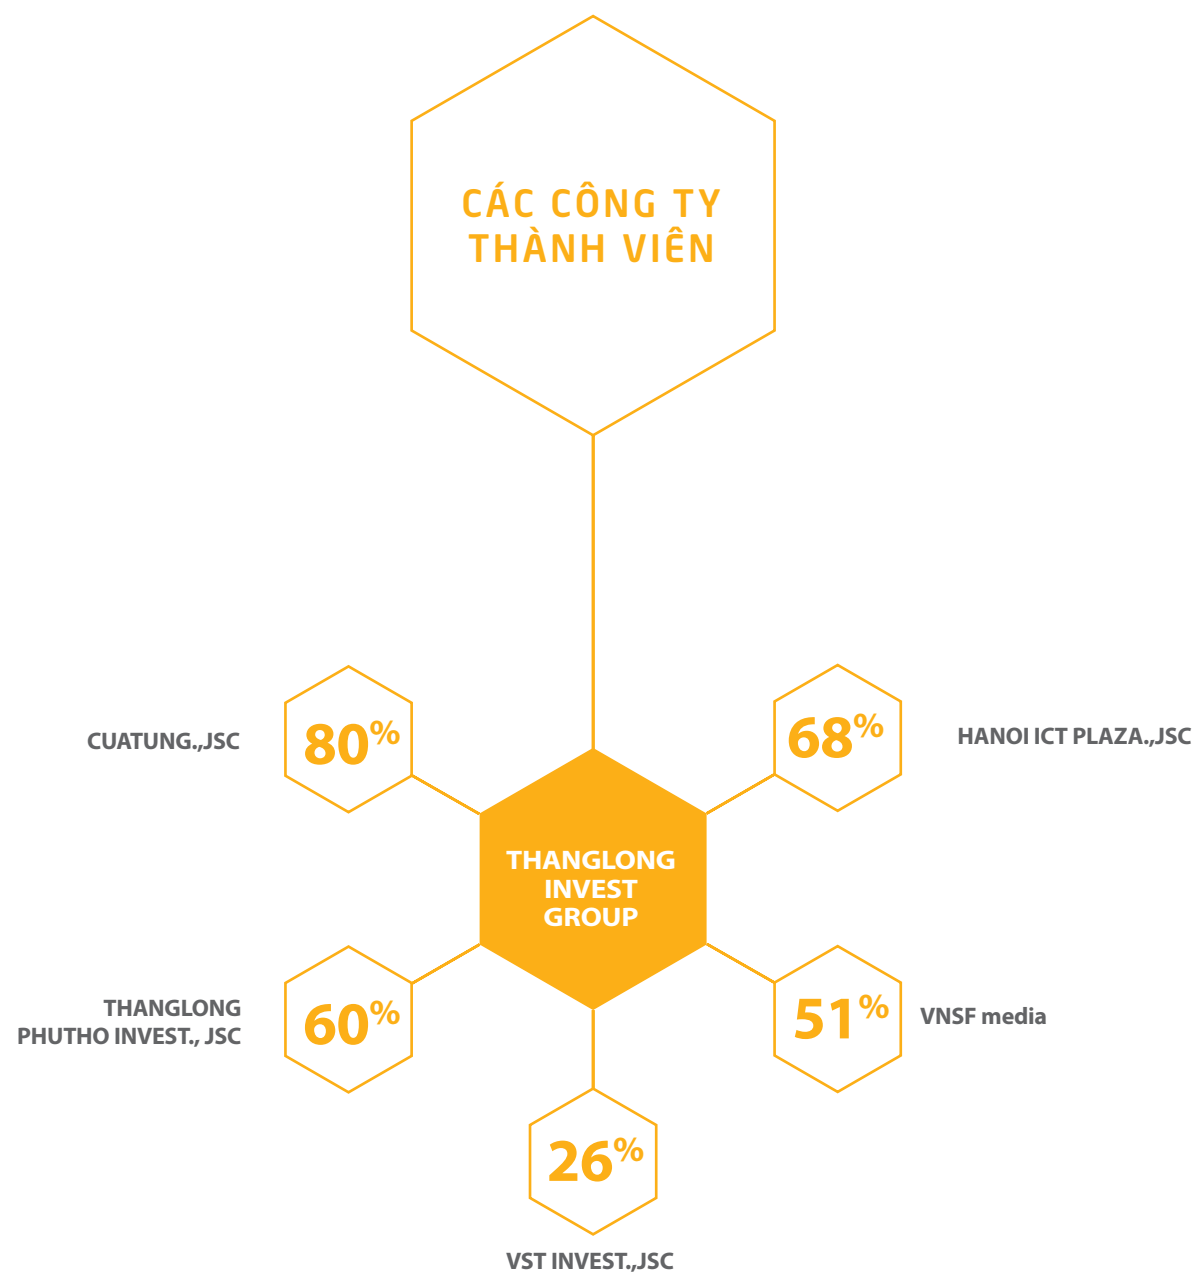 CÁC CÔNG TY
THÀNH VIÊN
CUATUNG.,JSC
80%
68%
HANOI ICT PLAZA.,JSC
THANGLONG
INVEST
GROUP
THANGLONG
PHUTHO INVEST., JSC
60%
51%
VNSF media
26%
VST INVEST.,JSC